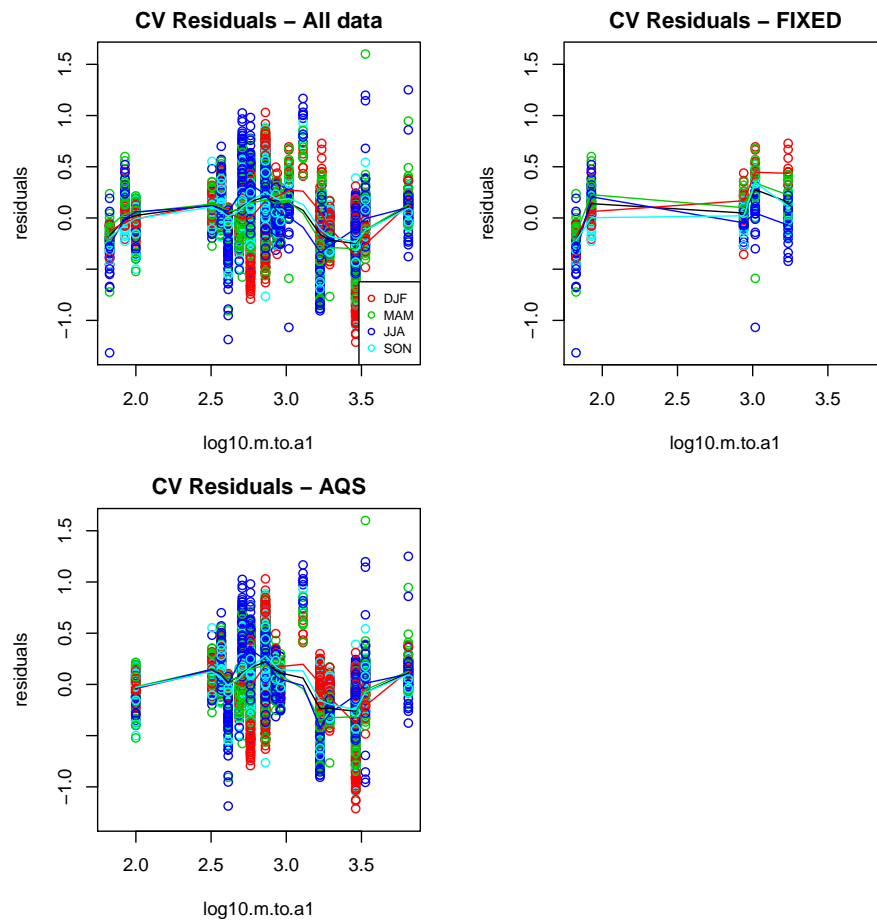 CV Residuals – All data
residuals
1.5
1.0
0.5
0.0
−1.0
2.0 2.5 3.0 3.5
log10.m.to.a1
DJF
MAM
JJA
SON
CV Residuals – FIXED
residuals
1.5
1.0
0.5
0.0
−1.0
2.0 2.5 3.0 3.5
log10.m.to.a1
CV Residuals – AQS
residuals
1.5
1.0
0.5
0.0
−1.0
2.0 2.5 3.0 3.5
log10.m.to.a1